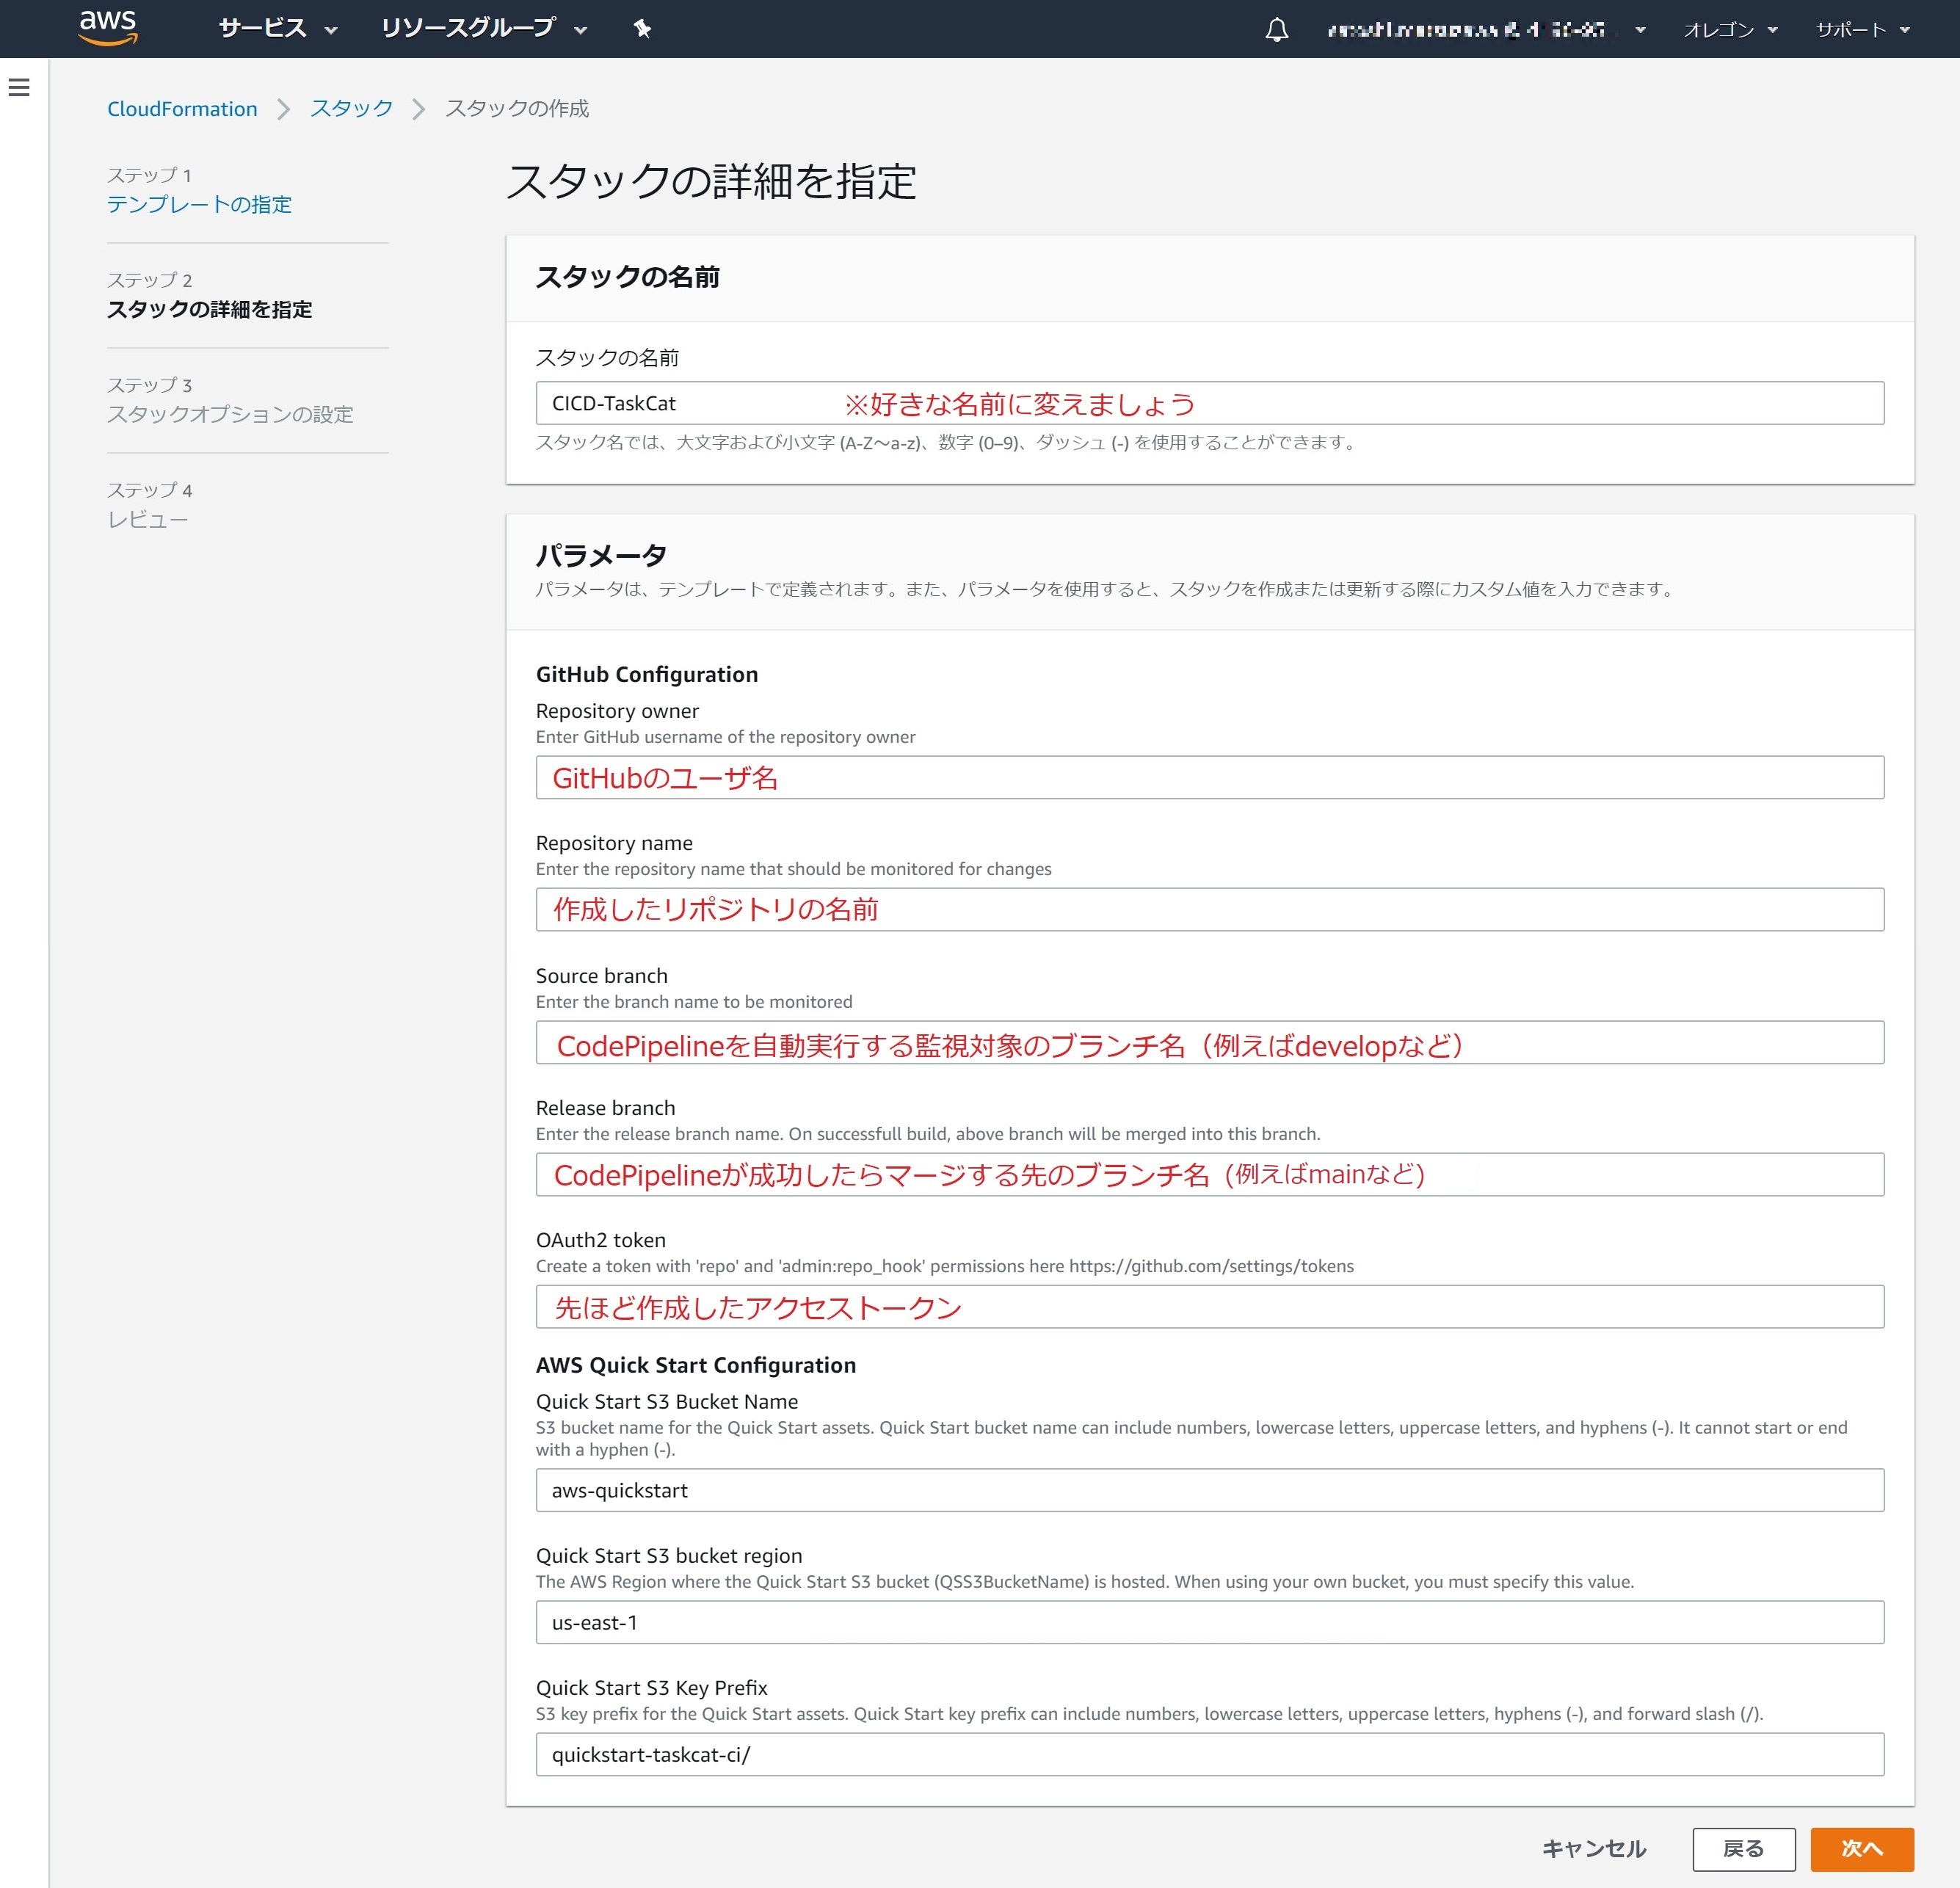 aws サービス リソースグループ オレゴン サポート
CloudFormation スタック スタックの作成
ステップ 1
テンプレートの指定
ステップ 2
スタックの詳細を指定
ステップ 3
スタックオプションの設定
ステップ 4
レビュー
スタックの詳細を指定
スタックの名前
スタックの名前
CICD-TaskCat ※好きな名前に変えましょう
スタック名では、大文字および小文字 (A-Z～a-z)、数字 (0–9)、ダッシュ (-) を使用することができます。
パラメータ
パラメータは、テンプレートで定義されます。また、パラメータを使用すると、スタックを作成または更新する際にカスタム値を入力できます。
GitHub Configuration
Repository owner
Enter GitHub username of the repository owner
GitHubのユーザ名
Repository name
Enter the repository name that should be monitored for changes
作成したリポジトリの名前
Source branch
Enter the branch name to be monitored
CodePipelineを自動実行する監視対象のブランチ名（例えばdevelopなど）
Release branch
Enter the release branch name. On successfull build, above branch will be merged into this branch.
CodePipelineが成功したらマージする先のブランチ名（例えばmainなど）
OAuth2 token
Create a token with 'repo' and 'admin:repo_hook' permissions here https://github.com/settings/tokens
先ほど作成したアクセストークン
AWS Quick Start Configuration
Quick Start S3 Bucket Name
S3 bucket name for the Quick Start assets. Quick Start bucket name can include numbers, lowercase letters, uppercase letters, and hyphens (-). It cannot start or end
with a hyphen (-).
aws-quickstart
Quick Start S3 bucket region
The AWS Region where the Quick Start S3 bucket (QSS3BucketName) is hosted. When using your own bucket, you must specify this value.
us-east-1
Quick Start S3 Key Prefix
S3 key prefix for the Quick Start assets. Quick Start key prefix can include numbers, lowercase letters, uppercase letters, hyphens (-), and forward slash (/).
quickstart-taskcat-ci/
キャンセル 戻る 次へ